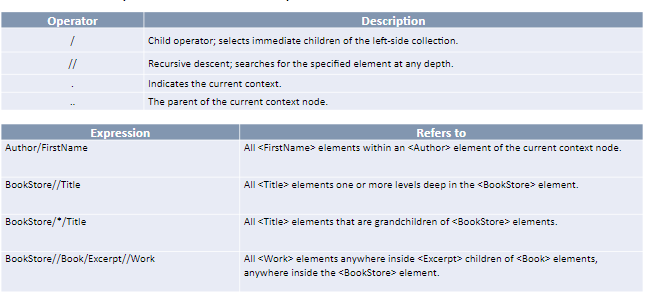 Operator Description
/ Child operator; selects immediate children of the left-side collection.
// Recursive descent; searches for the specified element at any depth.
. Indicates the current context.
.. The parent of the current context node.
Expression Refers to
Author/FirstName All <FirstName> elements within an <Author> element of the current context node.
BookStore//Title All <Title> elements one or more levels deep in the <BookStore> element.
BookStore/*/Title All <Title> elements that are grandchildren of <BookStore> elements.
BookStore//Book/Excerpt//Work All <Work> elements anywhere inside <Excerpt> children of <Book> elements,
anywhere inside the <BookStore> element.